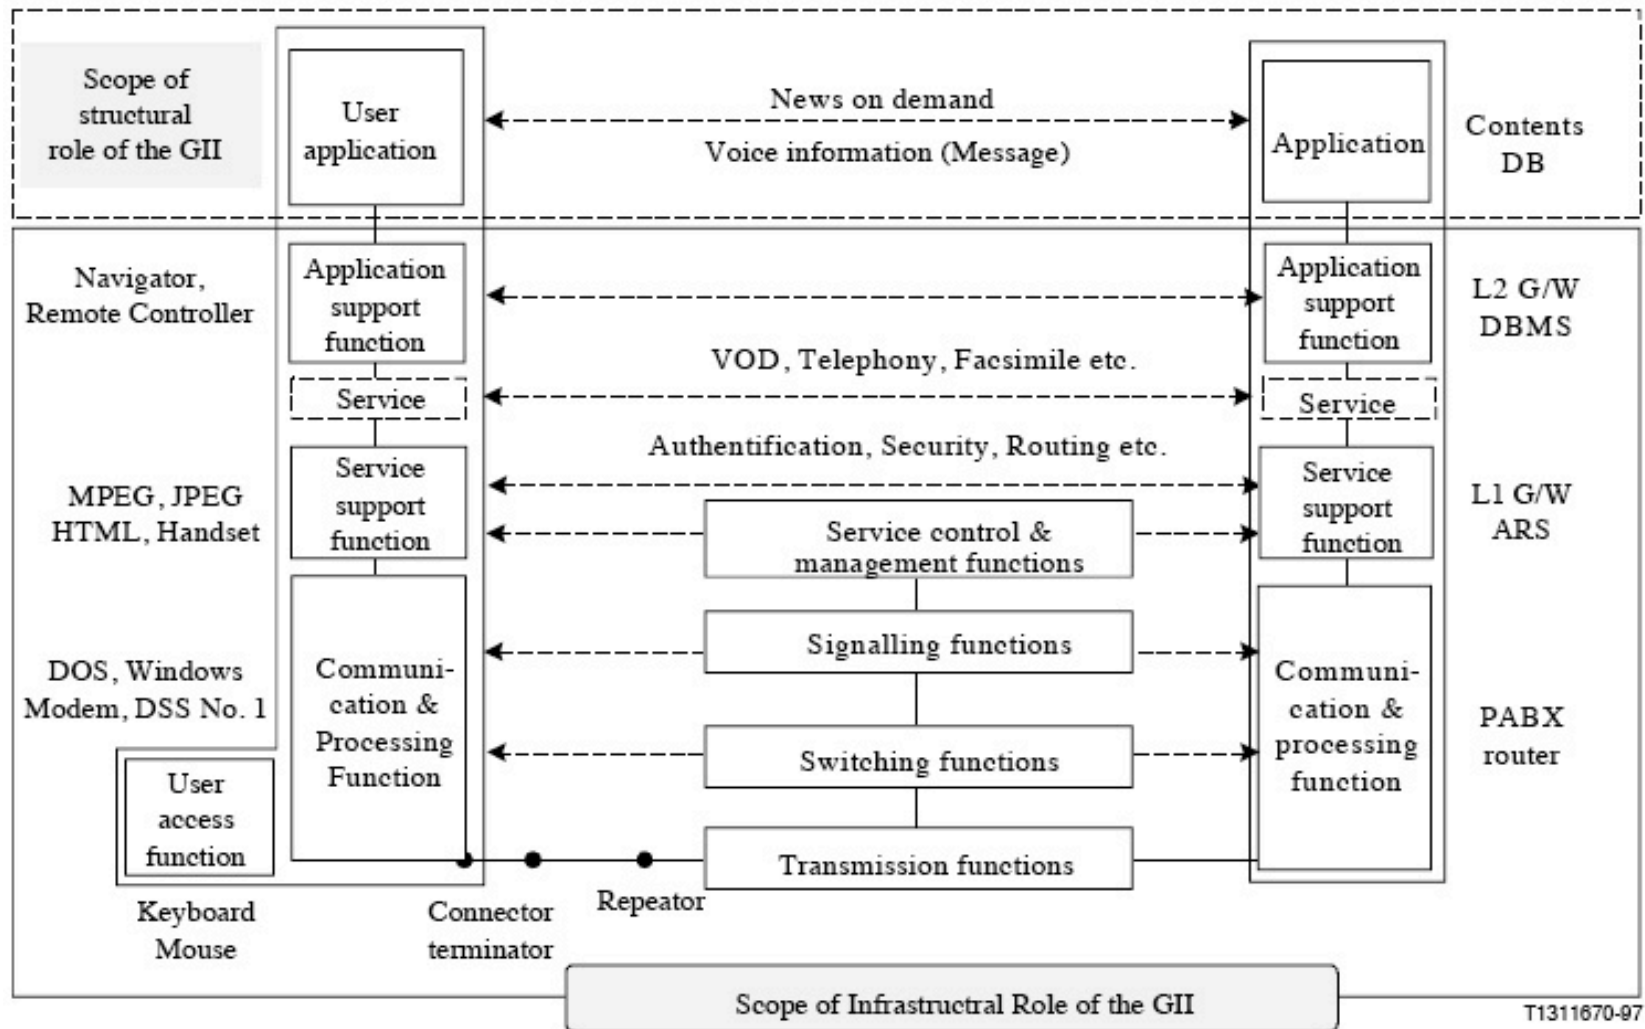 Scope of
structural
role of the GII
User
application
News on demand
Voice information (Message)
Application
Contents
DB
Navigator,
Remote Controller
Application
support
function
Application
support
function
L2 G/W
DBMS
VOD, Telephony, Facsimile etc.
Service
Service
Authentification, Security, Routing etc.
MPEG, JPEG
HTML, Handset
Service
support
function
Service control &
management functions
Service
support
function
L1 G/W
ARS
DOS, Windows
Modem, DSS No. 1
Communi-
cation &
Processing
Function
Signalling functions
Switching functions
Communi-
cation &
processing
function
PABX
router
User
access
function
Transmission functions
Keyboard
Mouse
Connector
terminator
Repeator
Scope of Infrastructral Role of the GII
T1311670-97